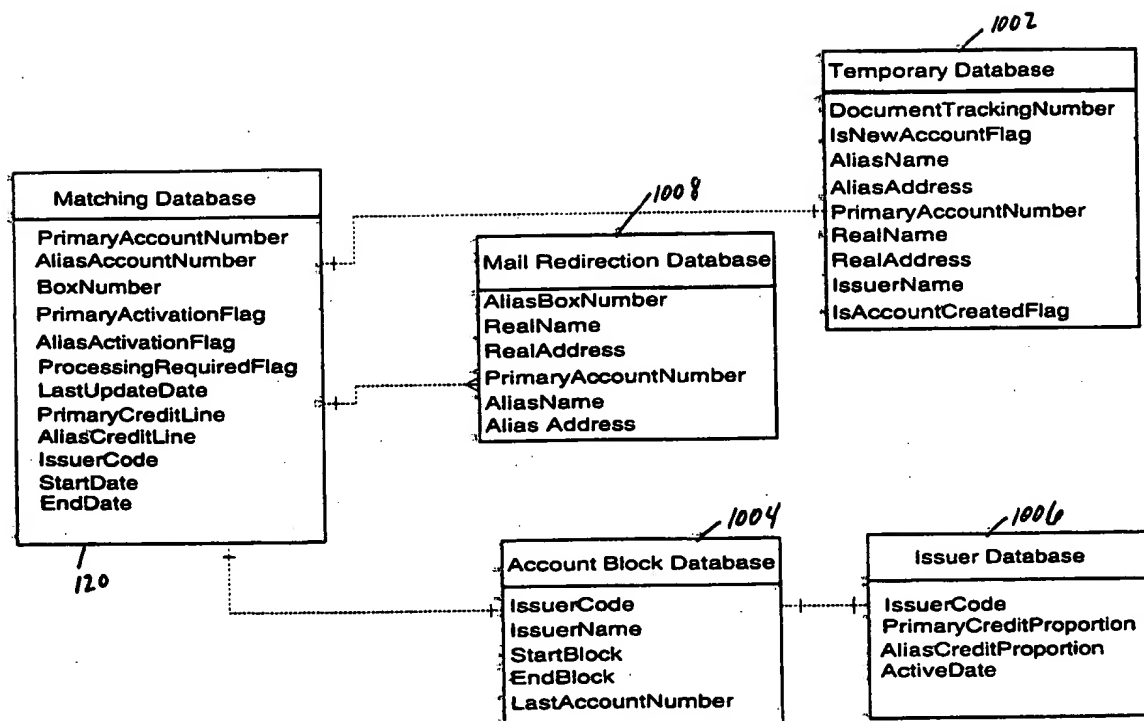 1002
Temporary Database
DocumentTrackingNumber
IsNewAccountFlag
AliasName
AliasAddress
PrimaryAccountNumber
RealName
RealAddress
IssuerName
IsAccountCreatedFlag
Matching Database
PrimaryAccountNumber
AliasAccountNumber
BoxNumber
PrimaryActivationFlag
AliasActivationFlag
ProcessingRequiredFlag
LastUpdateDate
PrimaryCreditLine
AliasCreditLine
IssuerCode
StartDate
EndDate
120
1008
Mail Redirection Database
AliasBoxNumber
RealName
RealAddress
PrimaryAccountNumber
AliasName
Alias Address
1004
Account Block Database
IssuerCode
IssuerName
StartBlock
EndBlock
LastAccountNumber
1006
Issuer Database
IssuerCode
PrimaryCreditProportion
AliasCreditProportion
ActiveDate